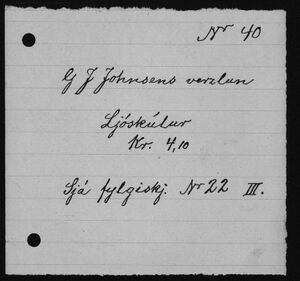 Nr 40
G J Johnsens verzlun
Ljóskúlur
Kr. 4,10
Sjá fylgiskj. Nr 22 III.